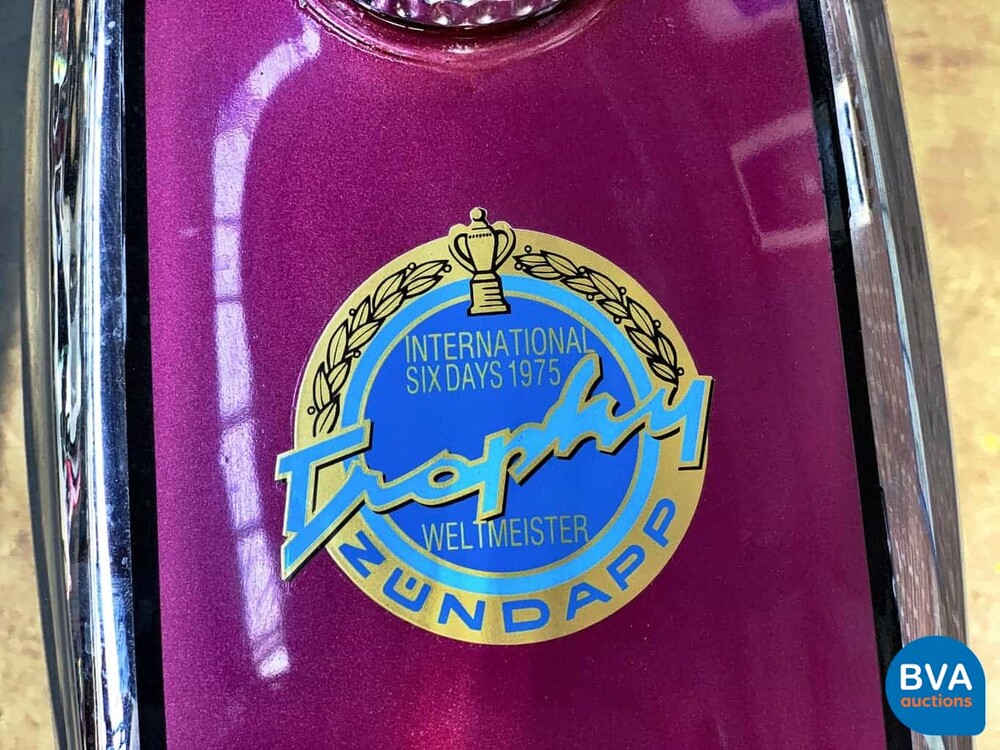 INTERNATIONAL
SIX DAYS 1975
Trophy
WELTMEISTER
ZÜNDAPP
BVA
auctions